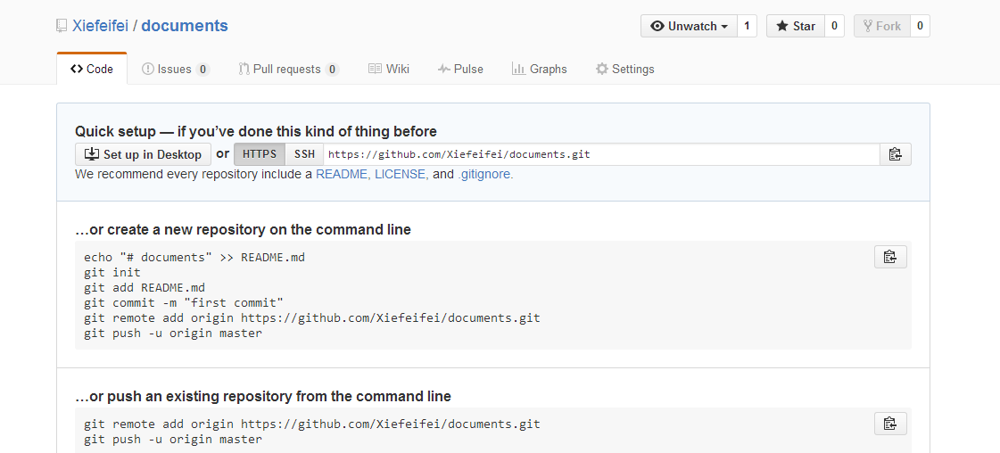 Xiefeifei / documents
Unwatch 1 Star 0 Fork 0
Code Issues 0 Pull requests 0 Wiki Pulse Graphs Settings
Quick setup — if you’ve done this kind of thing before
Set up in Desktop or HTTPS SSH https://github.com/Xiefeifei/documents.git
We recommend every repository include a README, LICENSE, and .gitignore.
…or create a new repository on the command line
echo "# documents" >> README.md
git init
git add README.md
git commit -m "first commit"
git remote add origin https://github.com/Xiefeifei/documents.git
git push -u origin master
…or push an existing repository from the command line
git remote add origin https://github.com/Xiefeifei/documents.git
git push -u origin master